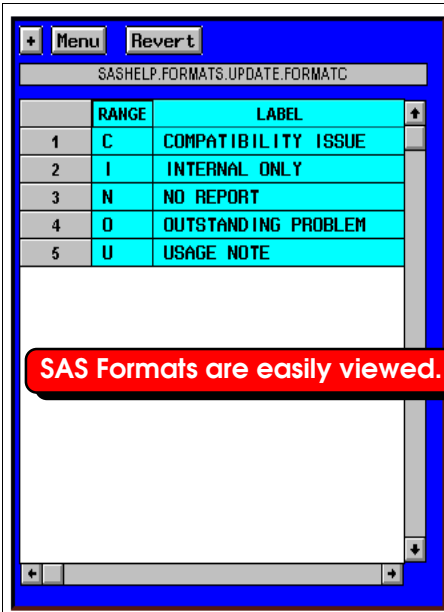 + Menu Revert
SASHELP.FORMATS.UPDATE.FORMATC
RANGE LABEL
1 C COMPATIBILITY ISSUE
2 I INTERNAL ONLY
3 N NO REPORT
4 O OUTSTANDING PROBLEM
5 U USAGE NOTE
SAS Formats are easily viewed.